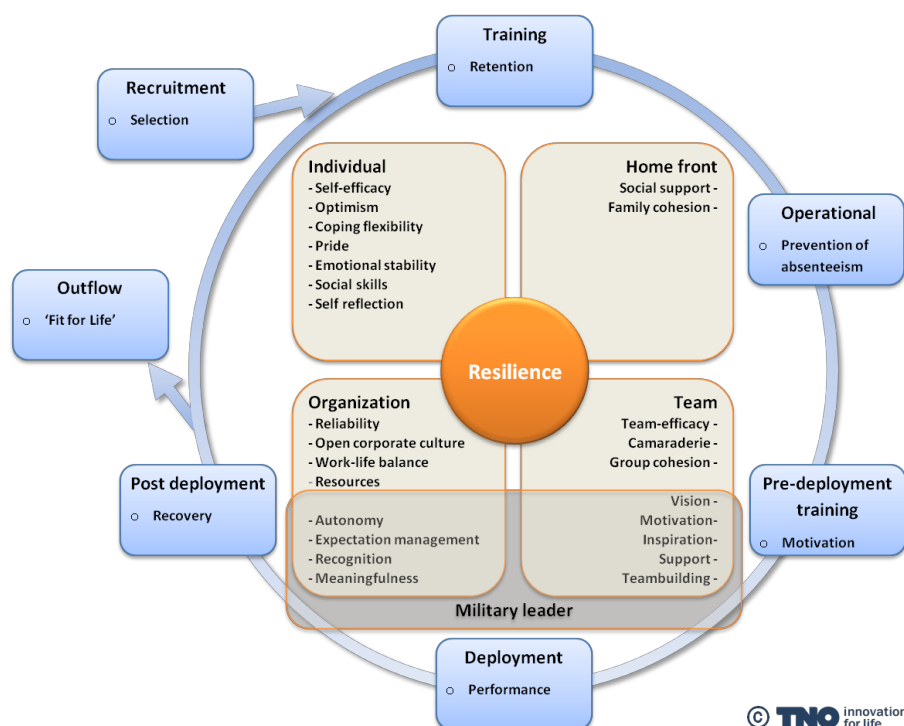 Training
○ Retention
Recruitment
○ Selection
Individual
- Self-efficacy
- Optimism
- Coping flexibility
- Pride
- Emotional stability
- Social skills
- Self reflection
Home front
Social support -
Family cohesion -
Operational
○ Prevention of
absenteeism
Outflow
○ ‘Fit for Life’
Resilience
Organization
- Reliability
- Open corporate culture
- Work-life balance
- Resources
- Autonomy
- Expectation management
- Recognition
- Meaningfulness
Team
Team-efficacy -
Camaraderie -
Group cohesion -
Vision -
Motivation-
Inspiration-
Support -
Teambuilding -
Military leader
Post deployment
○ Recovery
Pre-deployment
training
○ Motivation
Deployment
○ Performance
© TNO innovation
for life